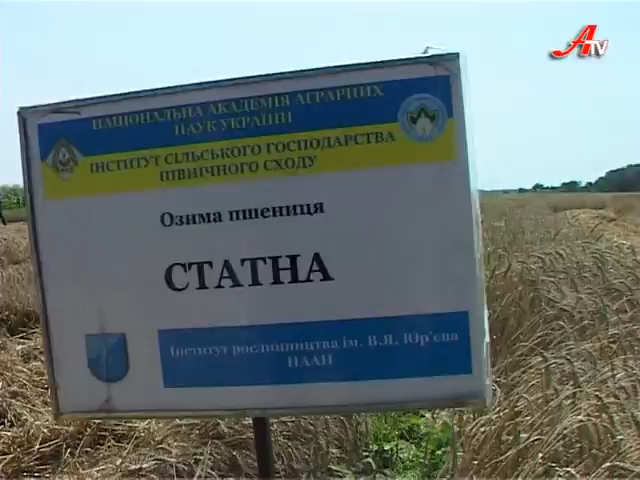 ATV
НАЦІОНАЛЬНА АКАДЕМІЯ АГРАРНИХ
НАУК УКРАЇНИ
ІНСТИТУТ СІЛЬСЬКОГО ГОСПОДАРСТВА
ПІВНІЧНОГО СХОДУ
Озима пшениця
СТАТНА
Інститут рослинництва ім. В.Я. Юр'єва
НААН